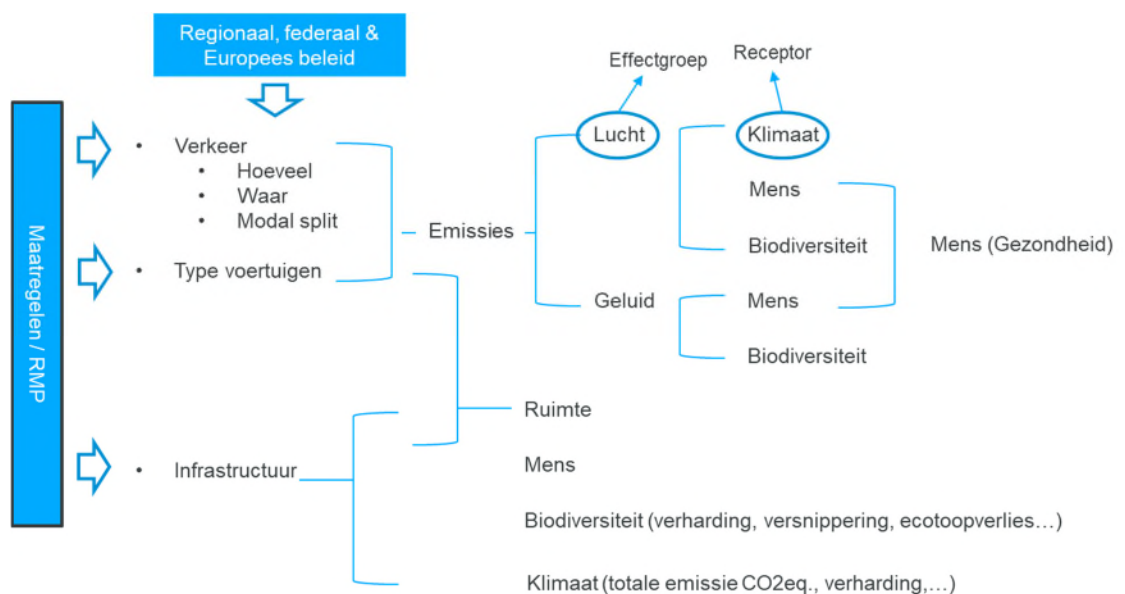 Regionaal, federaal &
Europees beleid
Effectgroep
Receptor
Maatregelen / RMP
• Verkeer
• Hoeveel
• Waar
• Modal split
• Type voertuigen
• Infrastructuur
Emissies
Lucht
Klimaat
Mens
Biodiversiteit
Mens (Gezondheid)
Geluid
Mens
Biodiversiteit
Ruimte
Mens
Biodiversiteit (verharding, versnippering, ecotoopverlies…)
Klimaat (totale emissie CO2eq., verharding,…)